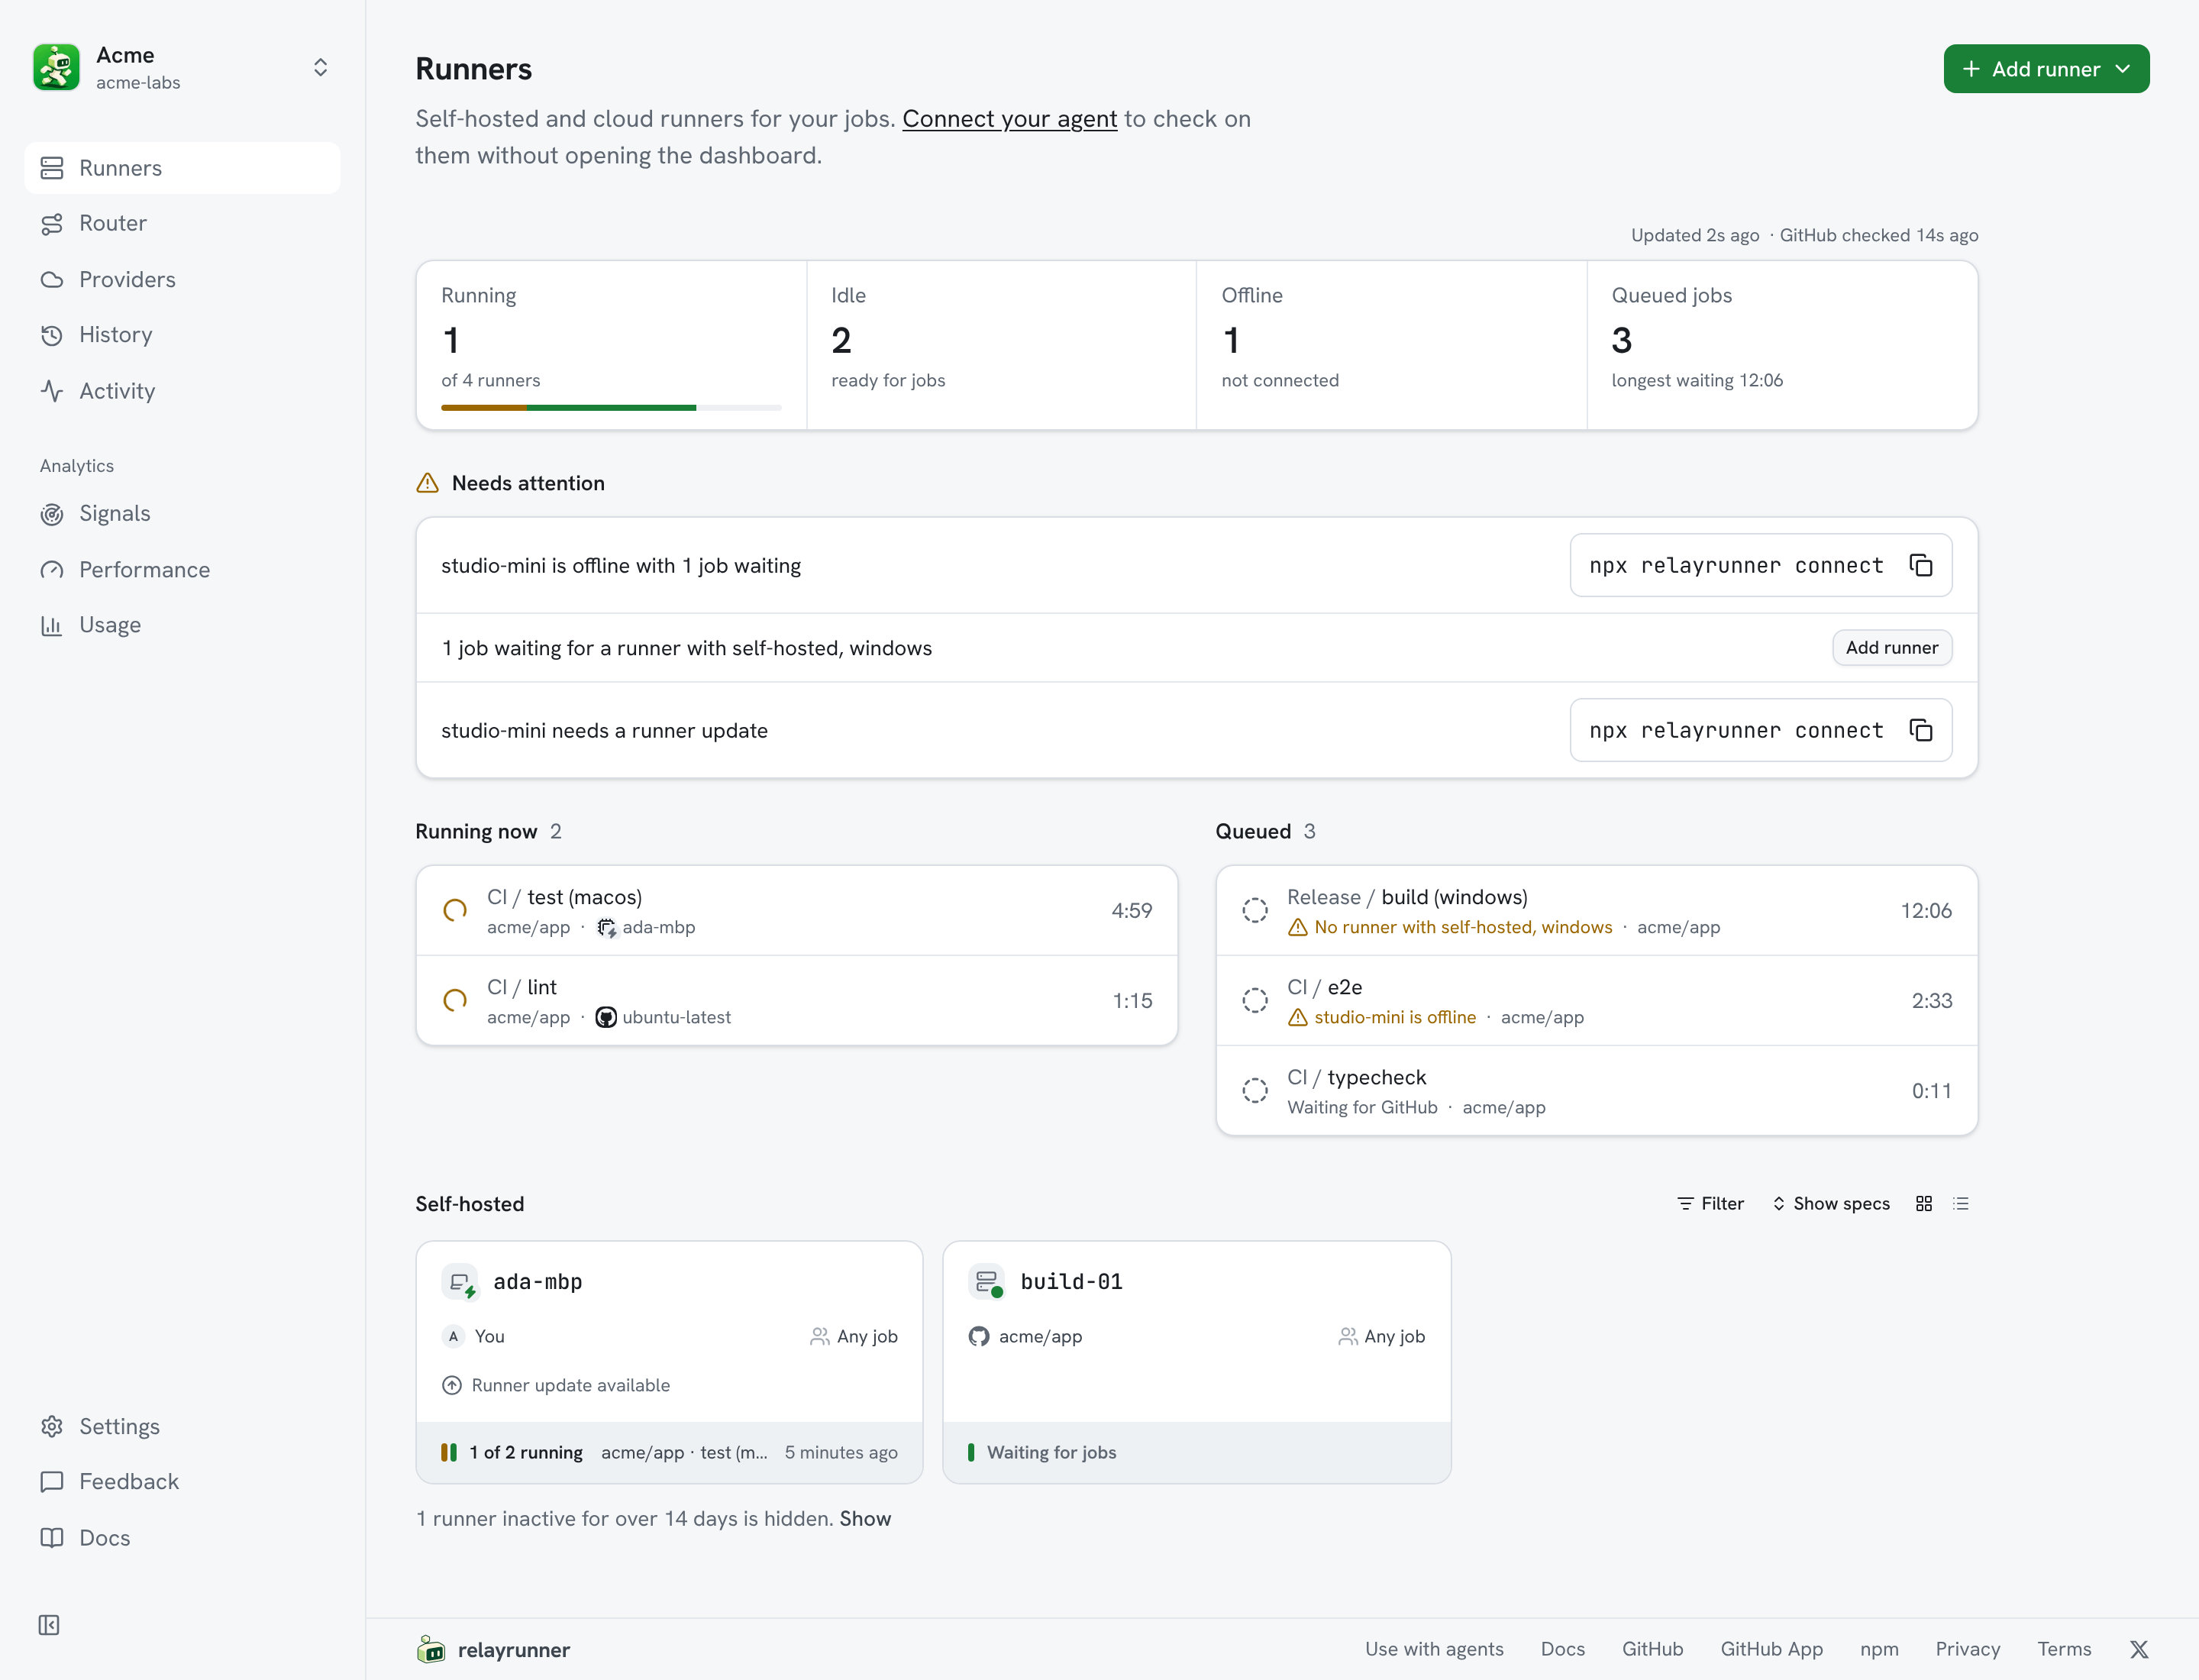 Acme
acme-labs
Runners
Router
Providers
History
Activity
Analytics
Signals
Performance
Usage
Settings
Feedback
Docs
Runners
Add runner
Self-hosted and cloud runners for your jobs. Connect your agent to check on
them without opening the dashboard.
Updated 2s ago · GitHub checked 14s ago
Running
1
of 4 runners
Idle
2
ready for jobs
Offline
1
not connected
Queued jobs
3
longest waiting 12:06
Needs attention
studio-mini is offline with 1 job waiting
npx relayrunner connect
1 job waiting for a runner with self-hosted, windows
Add runner
studio-mini needs a runner update
npx relayrunner connect
Running now 2
CI / test (macos)
acme/app · ada-mbp
4:59
CI / lint
acme/app · ubuntu-latest
1:15
Queued 3
Release / build (windows)
No runner with self-hosted, windows · acme/app
12:06
CI / e2e
studio-mini is offline · acme/app
2:33
CI / typecheck
Waiting for GitHub · acme/app
0:11
Self-hosted
Filter
Show specs
ada-mbp
A You
Any job
Runner update available
1 of 2 running acme/app · test (m... 5 minutes ago
build-01
acme/app
Any job
Waiting for jobs
1 runner inactive for over 14 days is hidden. Show
relayrunner
Use with agents
Docs
GitHub
GitHub App
npm
Privacy
Terms